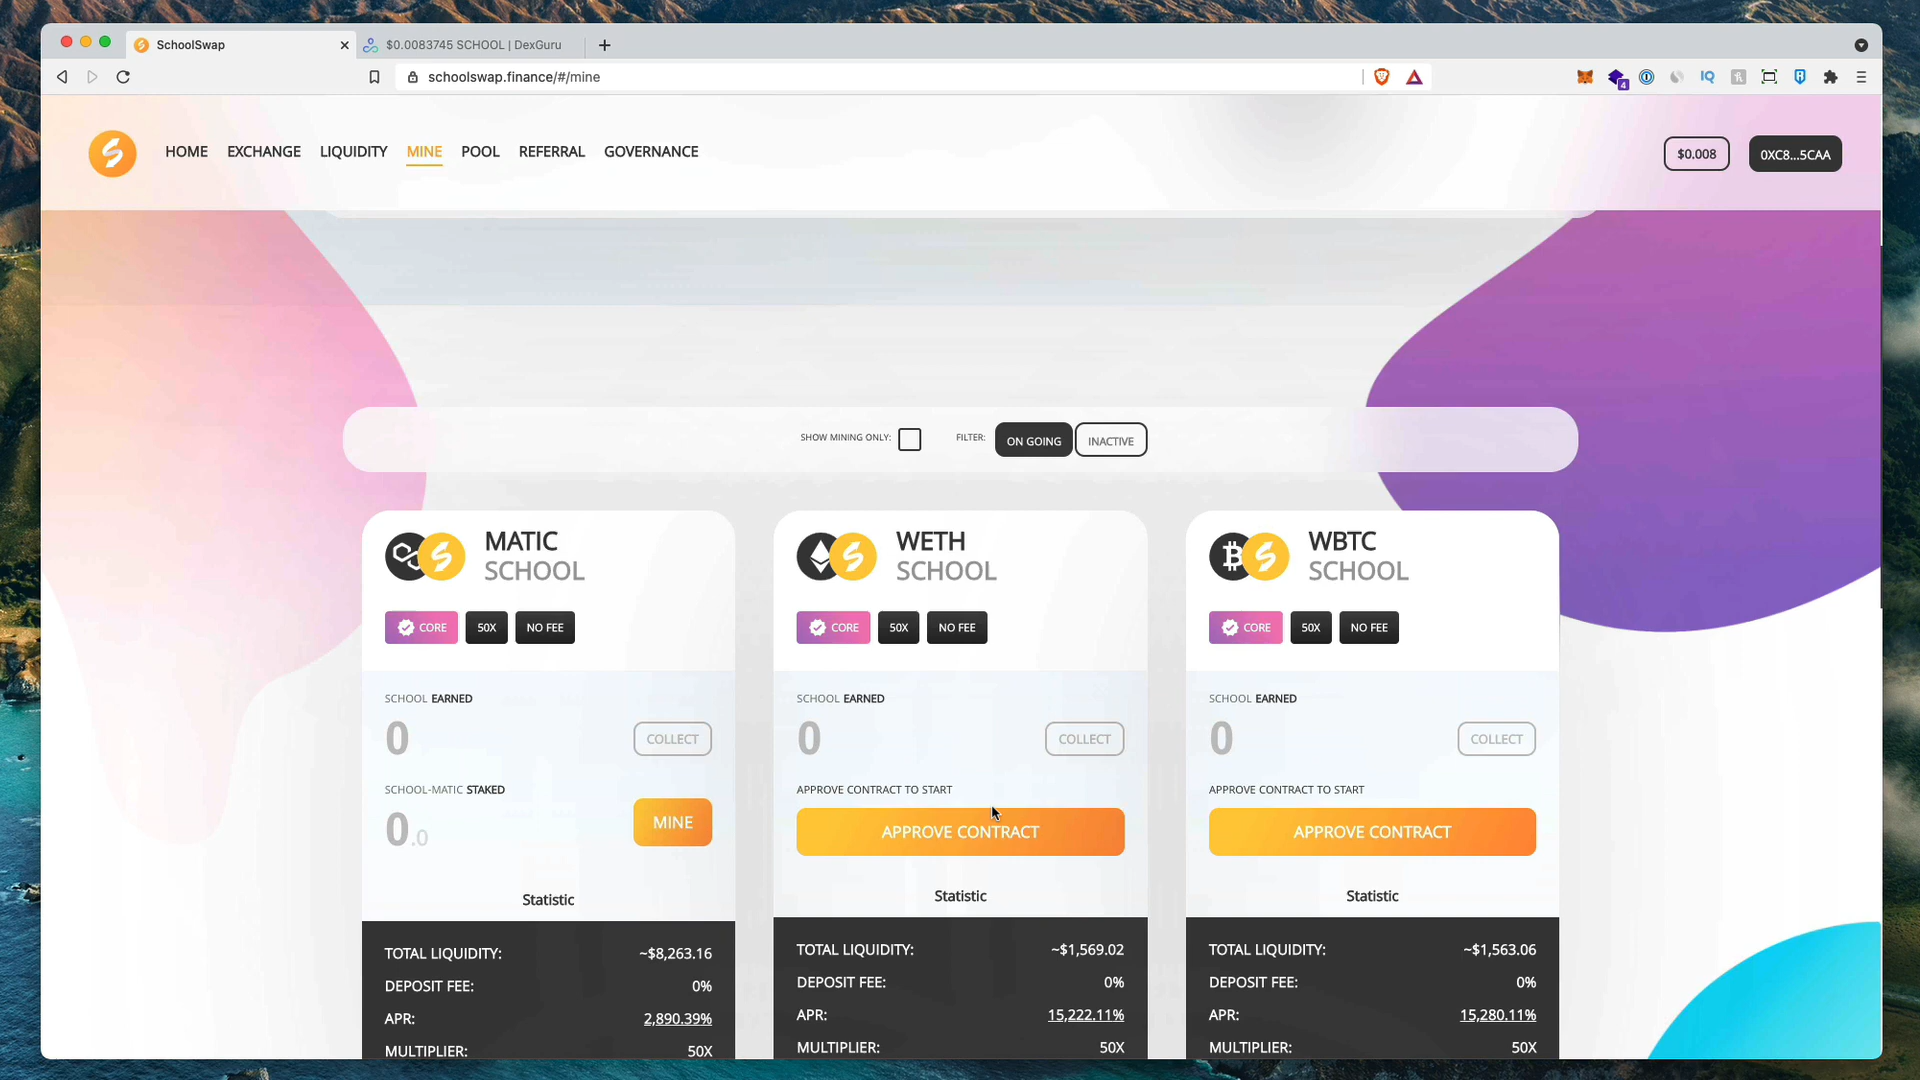 SchoolSwap
$0.0083745 SCHOOL | DexGuru
schoolswap.finance/#/mine
IQ
4
HOME EXCHANGE LIQUIDITY MINE POOL REFERRAL GOVERNANCE
$0.008
0XC8...5CAA
SHOW MINING ONLY:
FILTER: ON GOING INACTIVE
MATIC
SCHOOL
CORE 50X NO FEE
SCHOOL EARNED
0
COLLECT
SCHOOL-MATIC STAKED
0.0
MINE
Statistic
TOTAL LIQUIDITY: ~$8,263.16
DEPOSIT FEE: 0%
APR: 2,890.39%
MULTIPLIER: 50X
WETH
SCHOOL
CORE 50X NO FEE
SCHOOL EARNED
0
COLLECT
APPROVE CONTRACT TO START
APPROVE CONTRACT
Statistic
TOTAL LIQUIDITY: ~$1,569.02
DEPOSIT FEE: 0%
APR: 15,222.11%
MULTIPLIER: 50X
WBTC
SCHOOL
CORE 50X NO FEE
SCHOOL EARNED
0
COLLECT
APPROVE CONTRACT TO START
APPROVE CONTRACT
Statistic
TOTAL LIQUIDITY: ~$1,563.06
DEPOSIT FEE: 0%
APR: 15,280.11%
MULTIPLIER: 50X